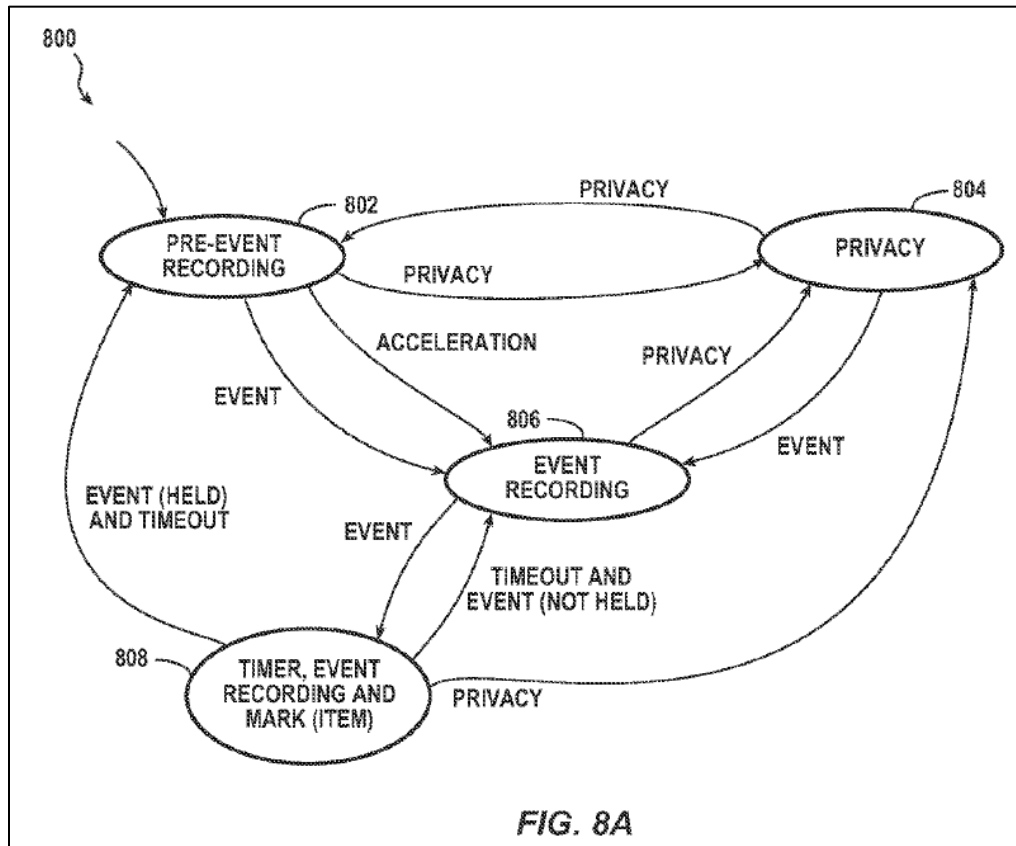 800
802
PRE-EVENT
RECORDING
PRIVACY
804
PRIVACY
PRIVACY
ACCELERATION
PRIVACY
EVENT
806
EVENT
RECORDING
EVENT
EVENT (HELD)
AND TIMEOUT
EVENT
TIMEOUT AND
EVENT (NOT HELD)
808
TIMER, EVENT
RECORDING AND
MARK (ITEM)
PRIVACY
FIG. 8A